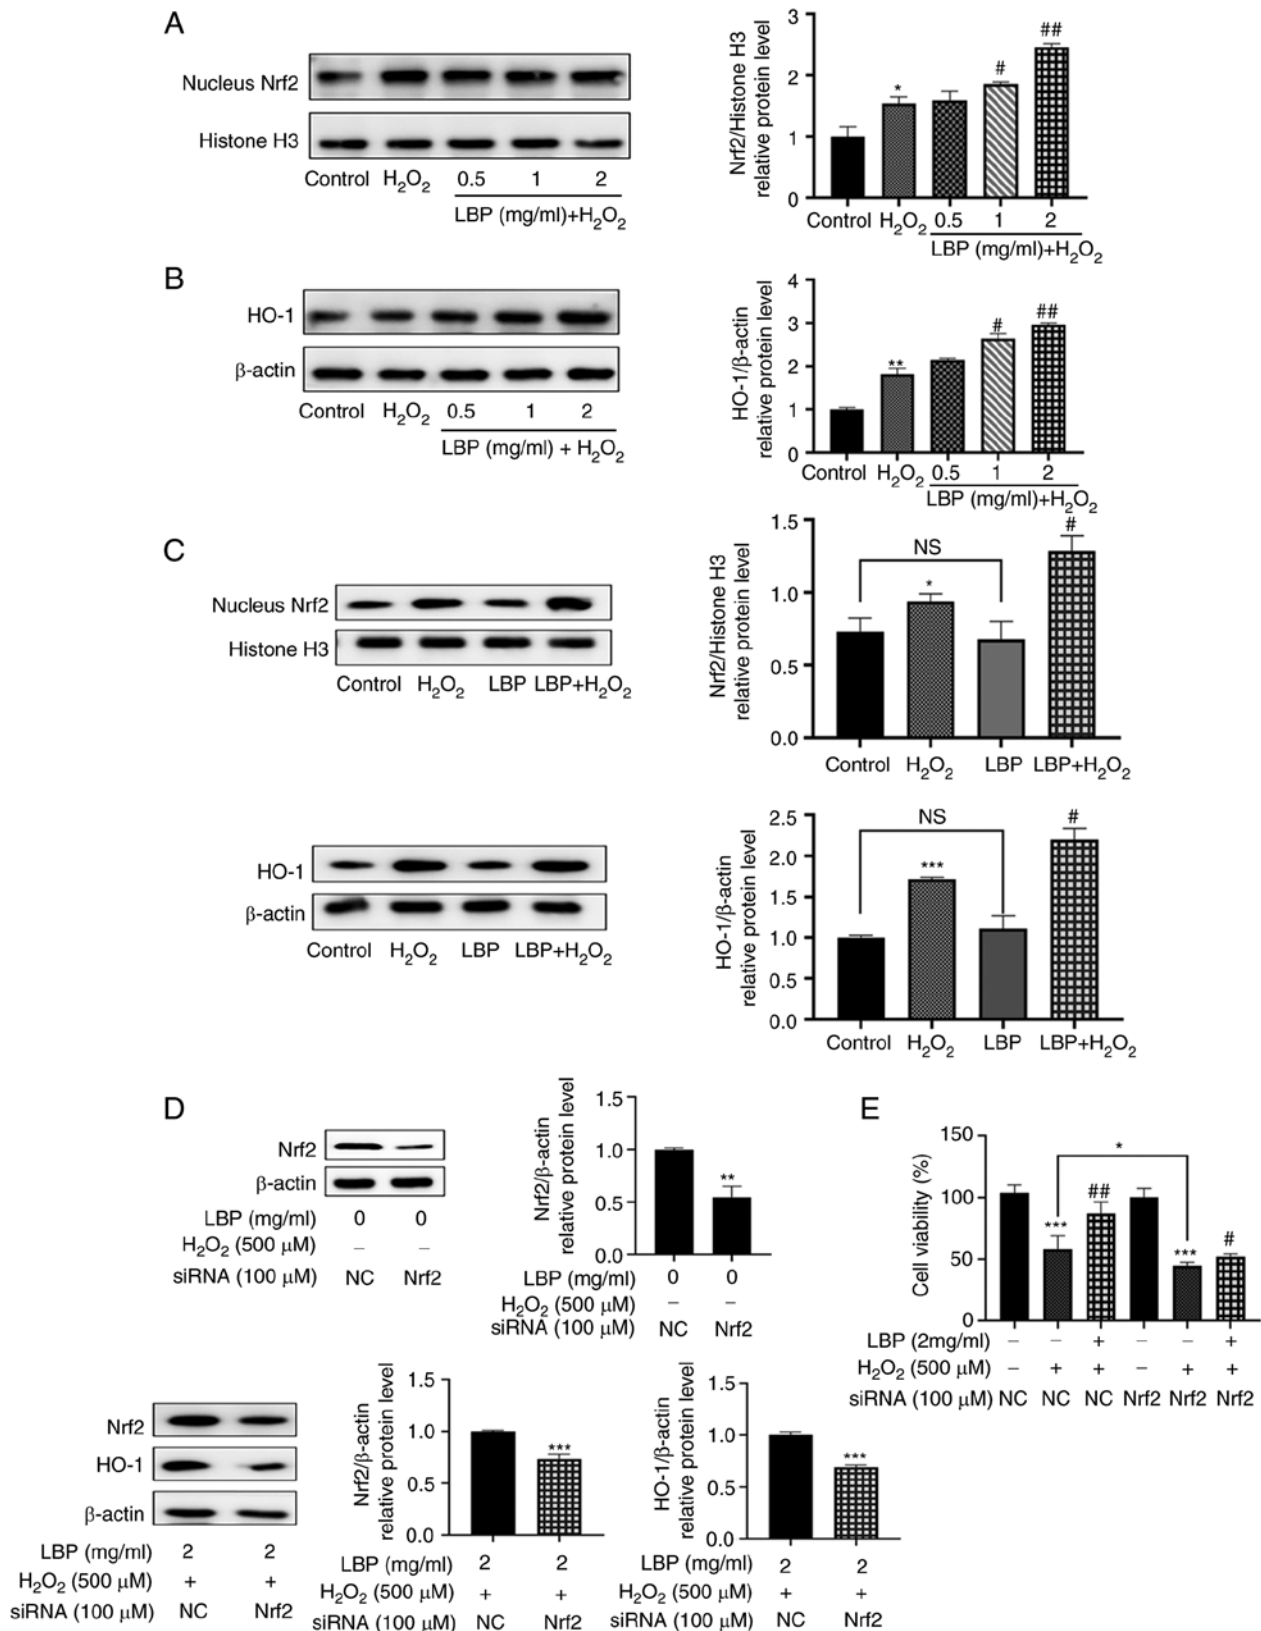 A
Nucleus Nrf2
Histone H3
Control H₂O₂ 0.5 1 2
LBP (mg/ml)+H₂O₂
Nrf2/Histone H3
relative protein level
3
2
1
0
* # ##
Control H₂O₂ 0.5 1 2
LBP (mg/ml)+H₂O₂
B
HO-1
β-actin
Control H₂O₂ 0.5 1 2
LBP (mg/ml) + H₂O₂
HO-1/β-actin
relative protein level
4
3
2
1
0
** # ##
Control H₂O₂ 0.5 1 2
LBP (mg/ml)+H₂O₂
C
Nucleus Nrf2
Histone H3
Control H₂O₂ LBP LBP+H₂O₂
Nrf2/Histone H3
relative protein level
1.5
1.0
0.5
0.0
NS
* #
Control H₂O₂ LBP LBP+H₂O₂
HO-1
β-actin
Control H₂O₂ LBP LBP+H₂O₂
HO-1/β-actin
relative protein level
2.5
2.0
1.5
1.0
0.5
0.0
NS
*** #
Control H₂O₂ LBP LBP+H₂O₂
D
Nrf2
β-actin
LBP (mg/ml) 0 0
H₂O₂ (500 μM) – –
siRNA (100 μM) NC Nrf2
Nrf2/β-actin
relative protein level
1.5
1.0
0.5
0.0
**
LBP (mg/ml) 0 0
H₂O₂ (500 μM) – –
siRNA (100 μM) NC Nrf2
E
Cell viability (%)
150
100
50
0
*
*** ## *** #
LBP (2mg/ml) – – + – – +
H₂O₂ (500 μM) – + + – + +
siRNA (100 μM) NC NC NC Nrf2 Nrf2 Nrf2
Nrf2
HO-1
β-actin
LBP (mg/ml) 2 2
H₂O₂ (500 μM) + +
siRNA (100 μM) NC Nrf2
Nrf2/β-actin
relative protein level
1.5
1.0
0.5
0.0
***
LBP (mg/ml) 2 2
H₂O₂ (500 μM) + +
siRNA (100 μM) NC Nrf2
HO-1/β-actin
relative protein level
1.5
1.0
0.5
0.0
***
LBP (mg/ml) 2 2
H₂O₂ (500 μM) + +
siRNA (100 μM) NC Nrf2